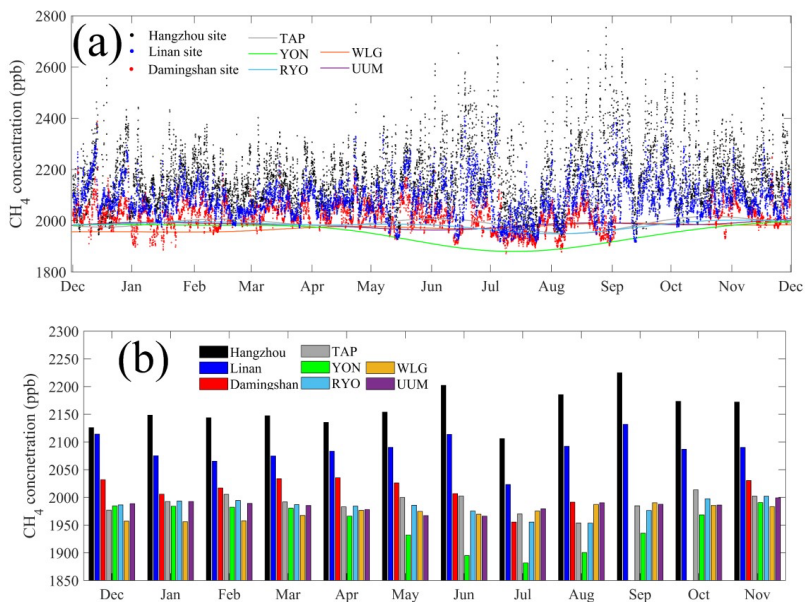 (a)
Hangzhou site
Linan site
Damingshan site
TAP
YON
RYO
WLG
UUM
CH4 concentration (ppb)
2800
2600
2400
2200
2000
1800
Dec Jan Feb Mar Apr May Jun Jul Aug Sep Oct Nov Dec
(b)
Hangzhou
Linan
Damingshan
TAP
YON
RYO
WLG
UUM
CH4 concnetration (ppb)
2300
2250
2200
2150
2100
2050
2000
1950
1900
1850
Dec Jan Feb Mar Apr May Jun Jul Aug Sep Oct Nov